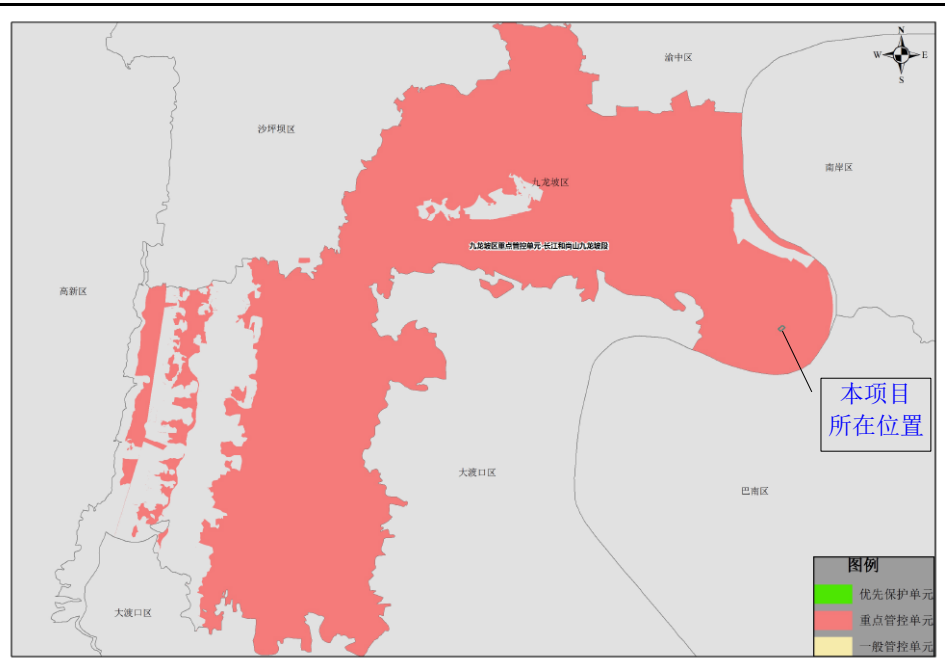 N
渝中区
W
E
S
沙坪坝区
南岸区
九龙坡区
九龙坡区重点管控单元-长江和尚山九龙坡段
高新区
本项目
所在位置
大渡口区
巴南区
图例
优先保护单元
重点管控单元
大渡口区
一般管控单元